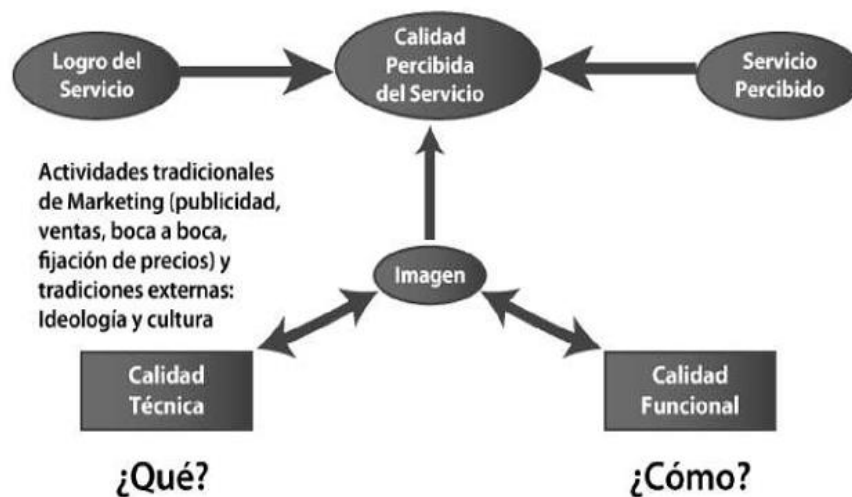 Logro del
Servicio
Calidad
Percibida
del Servicio
Servicio
Percibido
Actividades tradicionales
de Marketing (publicidad,
ventas, boca a boca,
fijación de precios) y
tradiciones externas:
Ideología y cultura
Imagen
Calidad
Técnica
Calidad
Funcional
¿Qué?
¿Cómo?